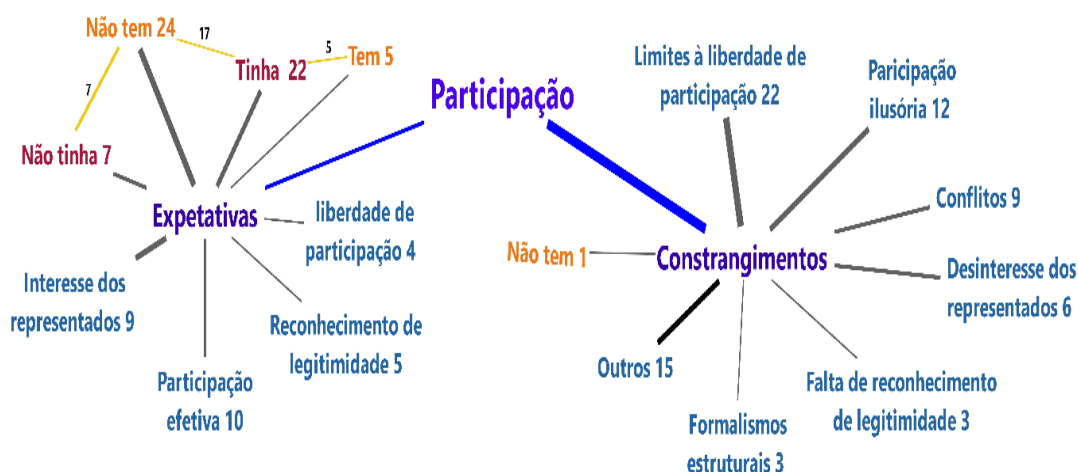 Não tem 24
17
5
Tem 5
Tinha 22
7
Não tinha 7
Participação
Expetativas
liberdade de
participação 4
Interesse dos
representados 9
Reconhecimento de
legitimidade 5
Participação
efetiva 10
Limites à liberdade de
participação 22
Paricipação
ilusória 12
Conflitos 9
Não tem 1
Constrangimentos
Desinteresse dos
representados 6
Outros 15
Falta de reconhecimento
de legitimidade 3
Formalismos
estruturais 3